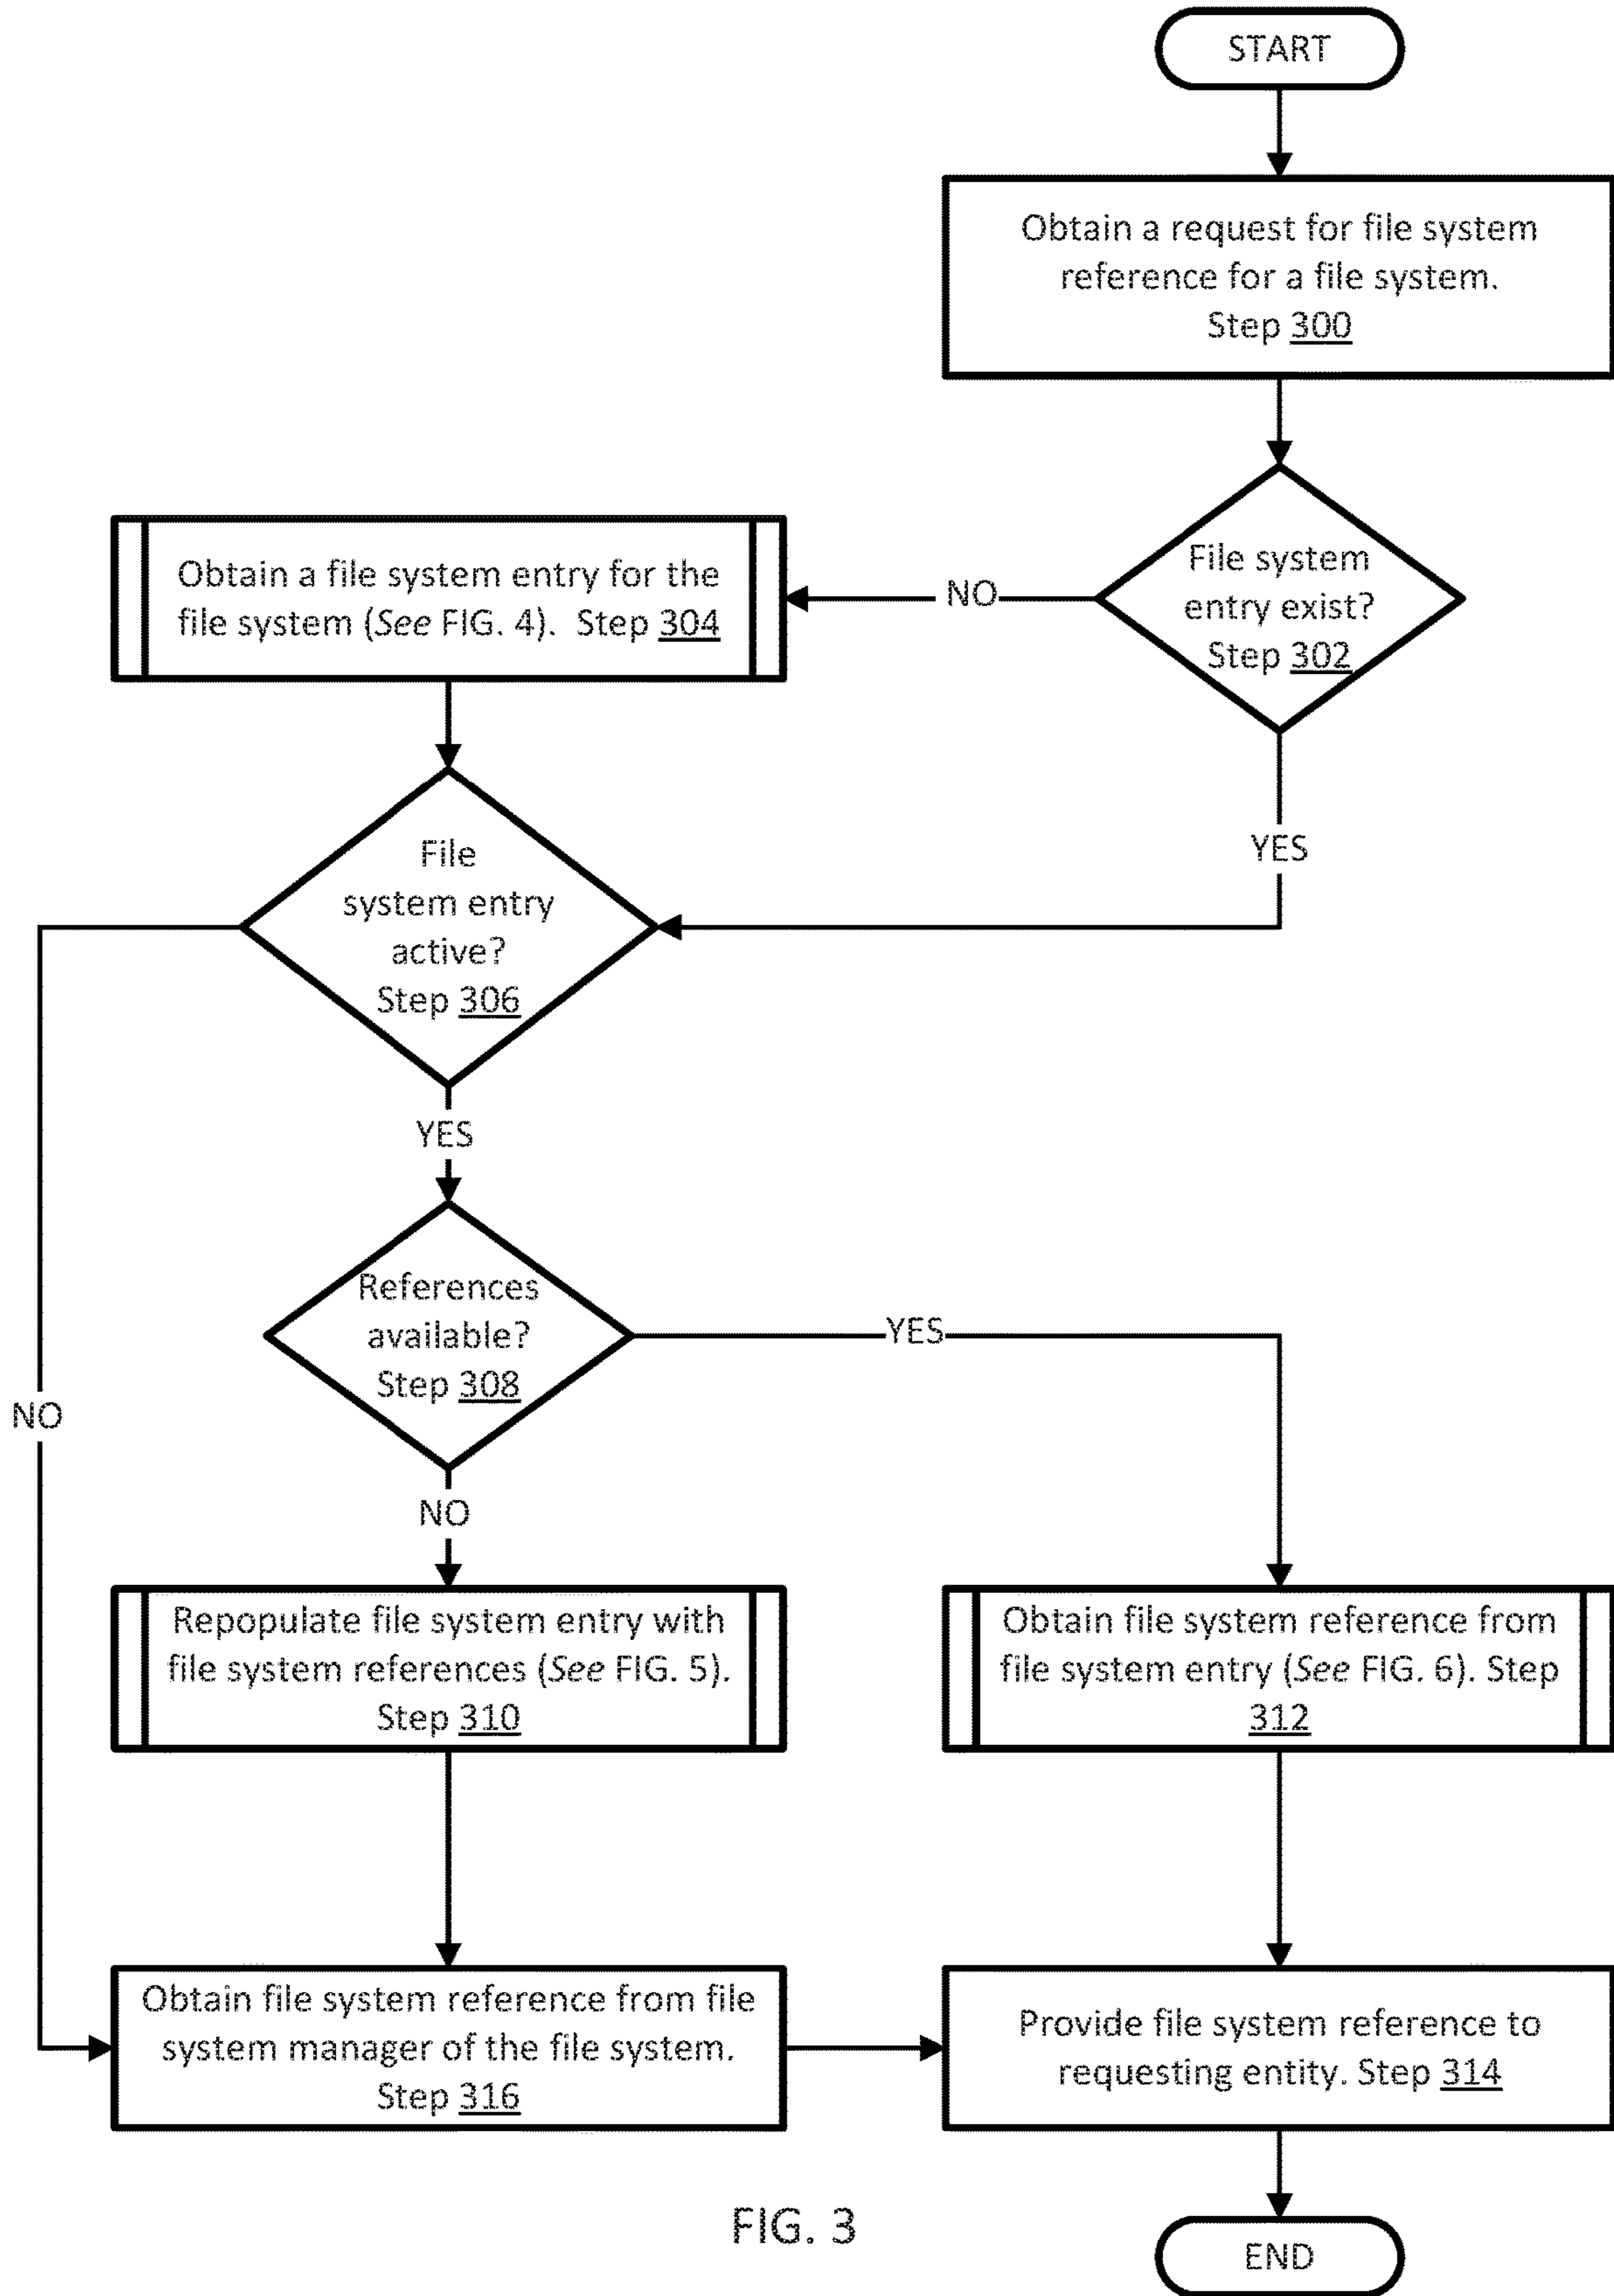 START
Obtain a request for file system
reference for a file system.
Step 300
File system
entry exist?
Step 302
NO
YES
Obtain a file system entry for the
file system (See FIG. 4).  Step 304
File
system entry
active?
Step 306
NO
YES
References
available?
Step 308
YES
NO
Repopulate file system entry with
file system references (See FIG. 5).
Step 310
Obtain file system reference from
file system entry (See FIG. 6). Step
312
Obtain file system reference from file
system manager of the file system.
Step 316
Provide file system reference to
requesting entity. Step 314
FIG. 3
END